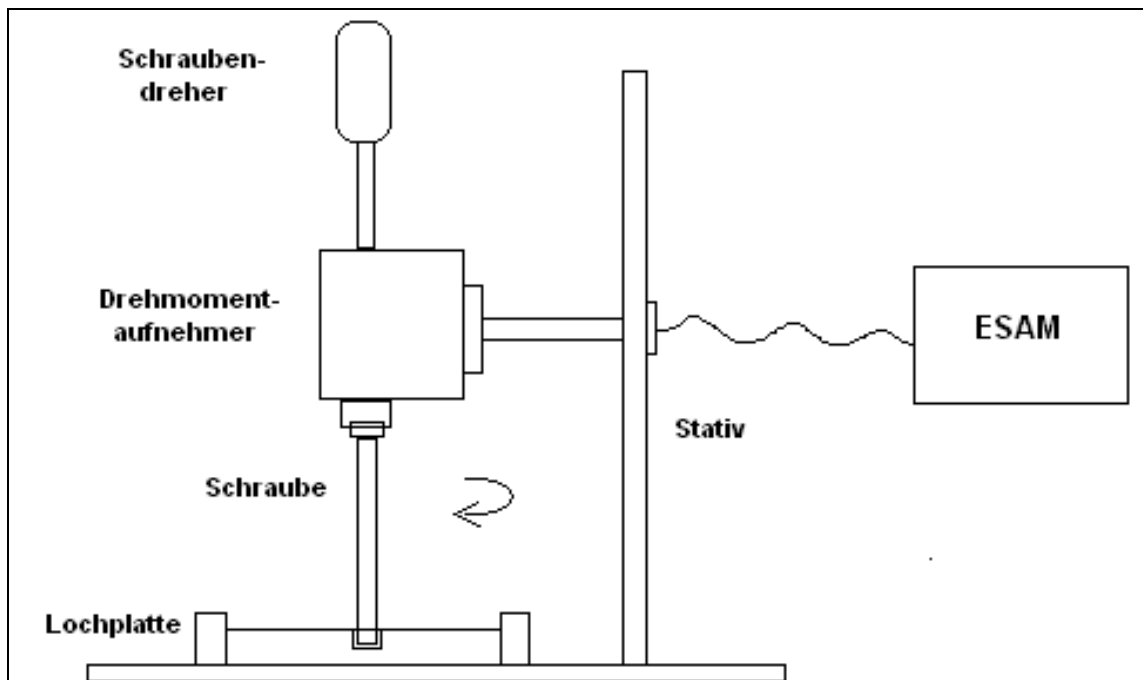 Schrauben-
dreher
Drehmoment-
aufnehmer
ESAM
Stativ
Schraube
Lochplatte